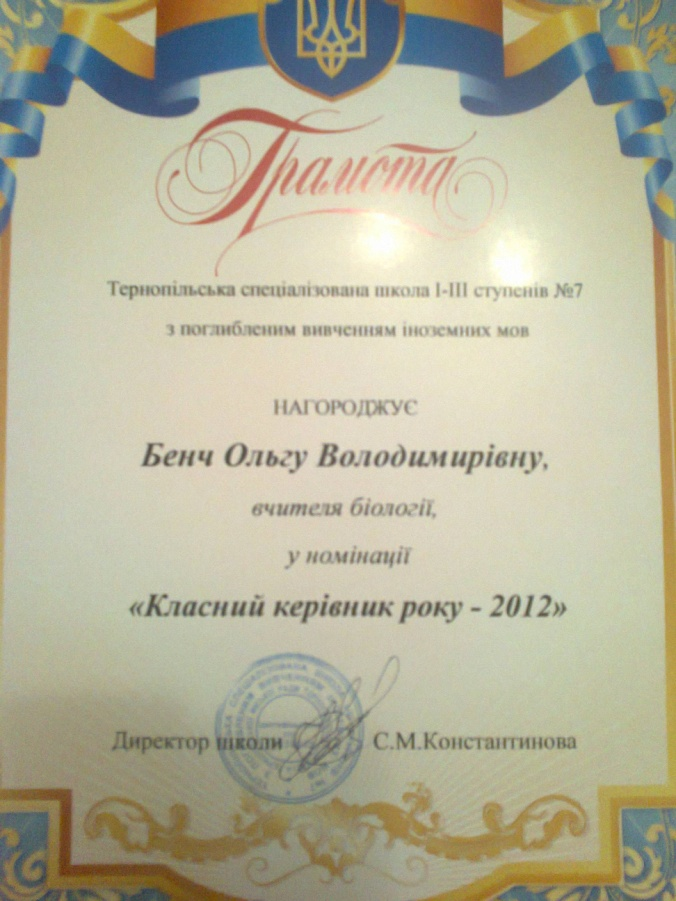 Грамота
Тернопільська спеціалізована школа І-ІІІ ступенів №7
з поглибленим вивченням іноземних мов
НАГОРОДЖУЄ
Бенч Ольгу Володимирівну,
вчителя біології,
у номінації
«Класний керівник року - 2012»
Директор школи С.М.Константинова